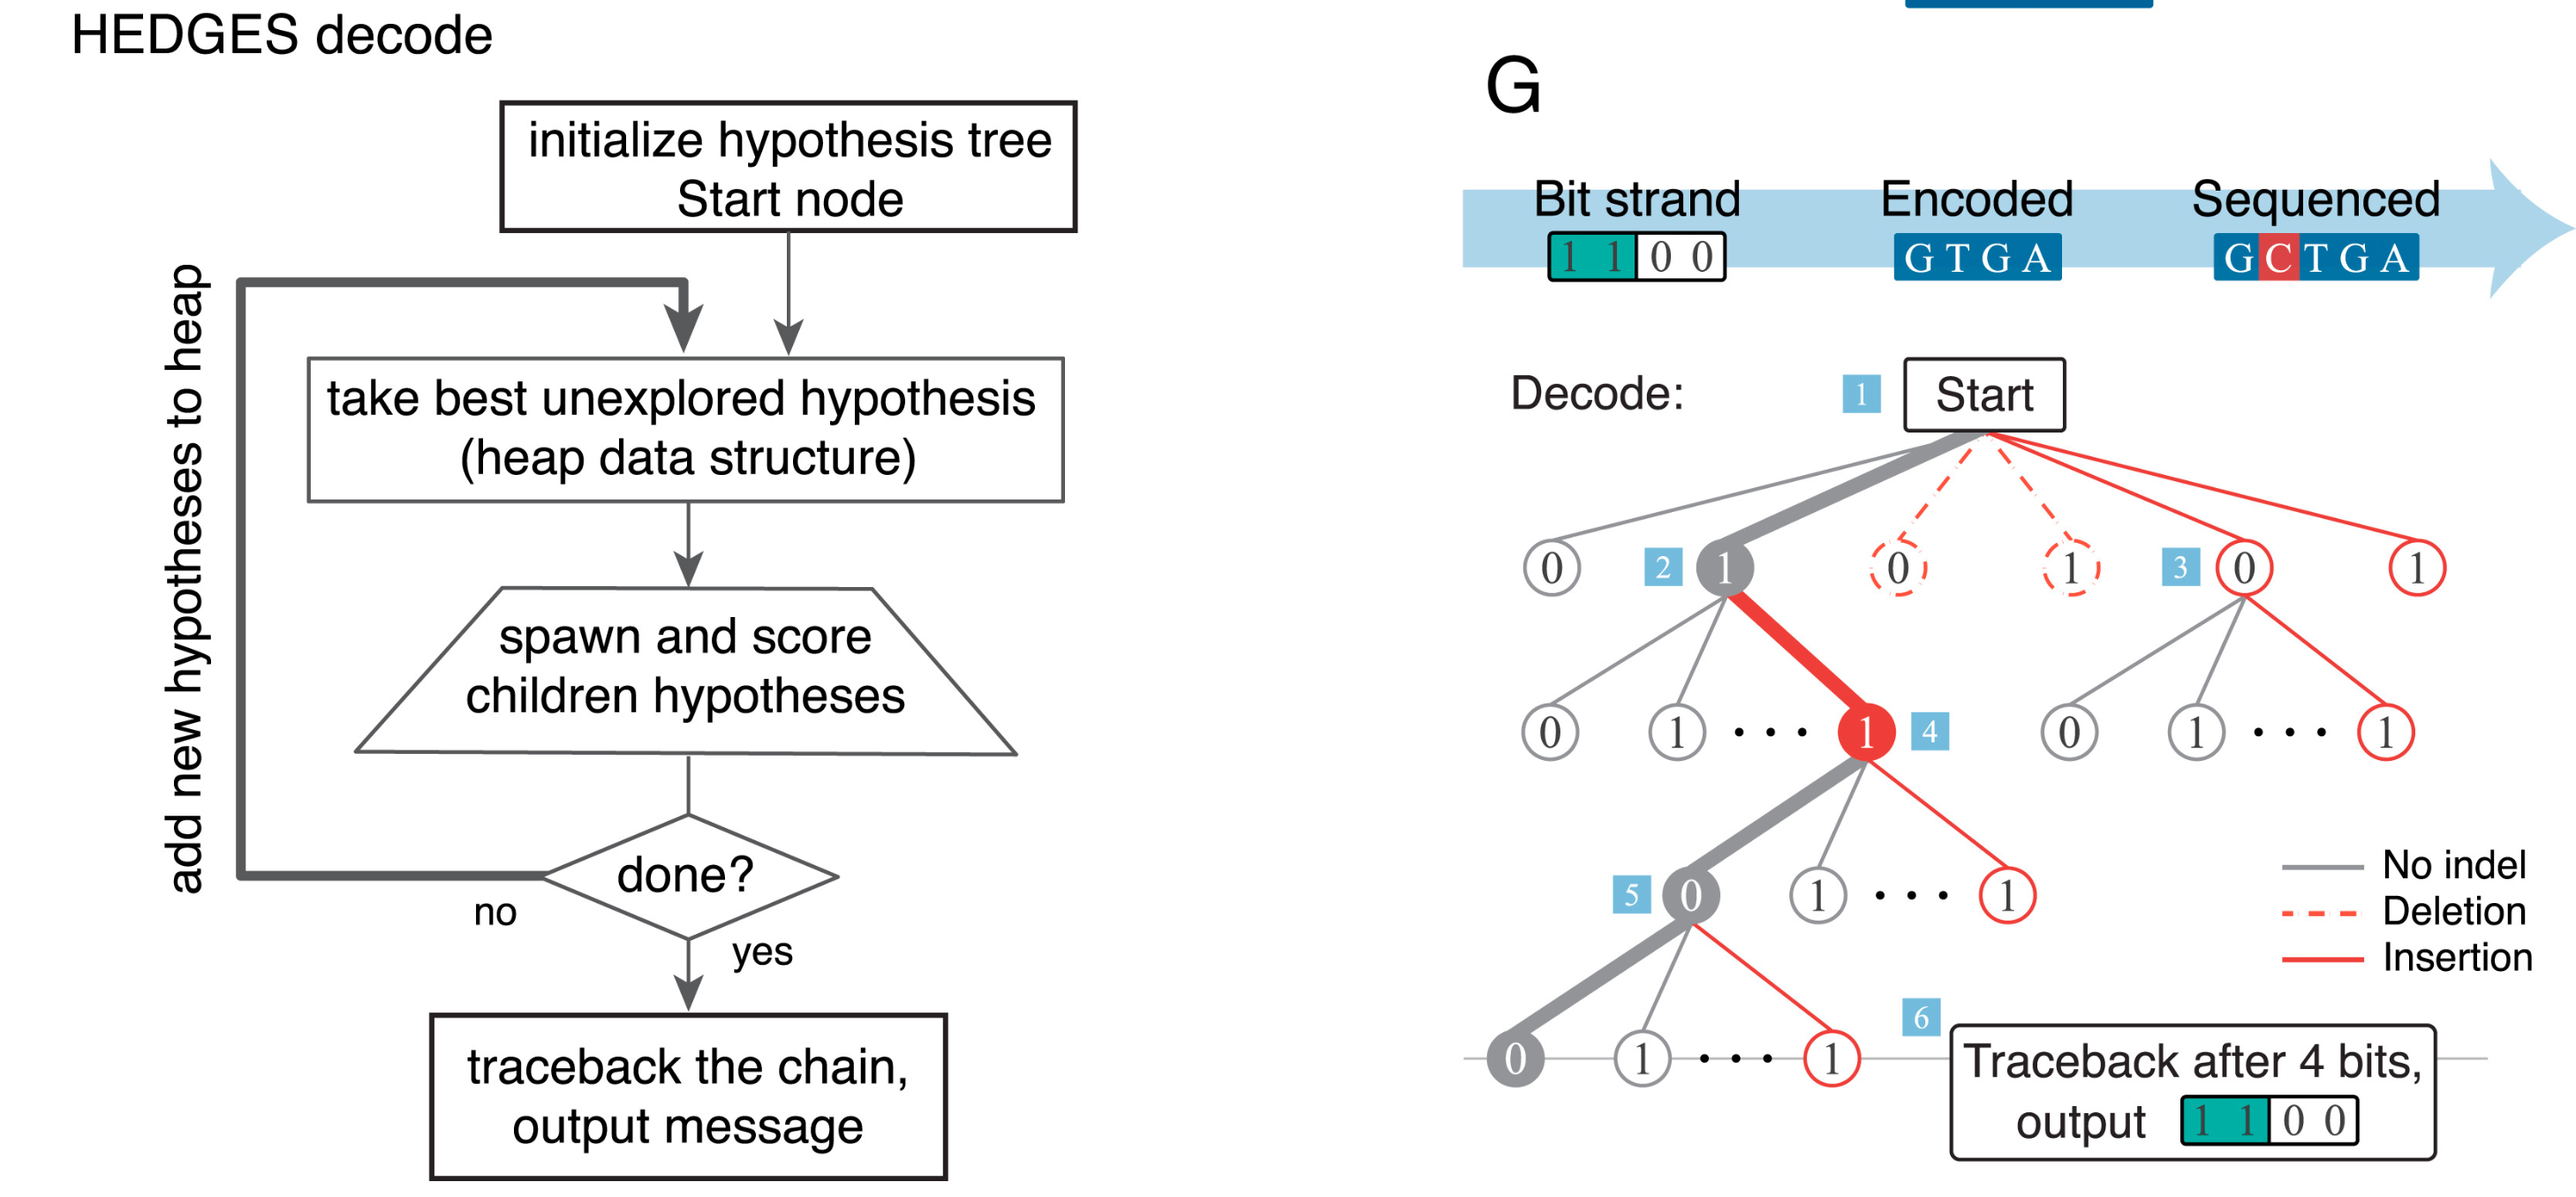 HEDGES decode
initialize hypothesis tree
Start node
add new hypotheses to heap
take best unexplored hypothesis
(heap data structure)
spawn and score
children hypotheses
done?
no
yes
traceback the chain,
output message
G
Bit strand
Encoded
Sequenced
1 1 0 0
G T G A
G C T G A
Decode:
1
Start
0
2
1
0
1
3
0
1
0
1
. . .
1
4
0
1
. . .
1
5
0
1
. . .
1
No indel
Deletion
Insertion
0
1
. . .
1
6
Traceback after 4 bits,
output 1 1 0 0